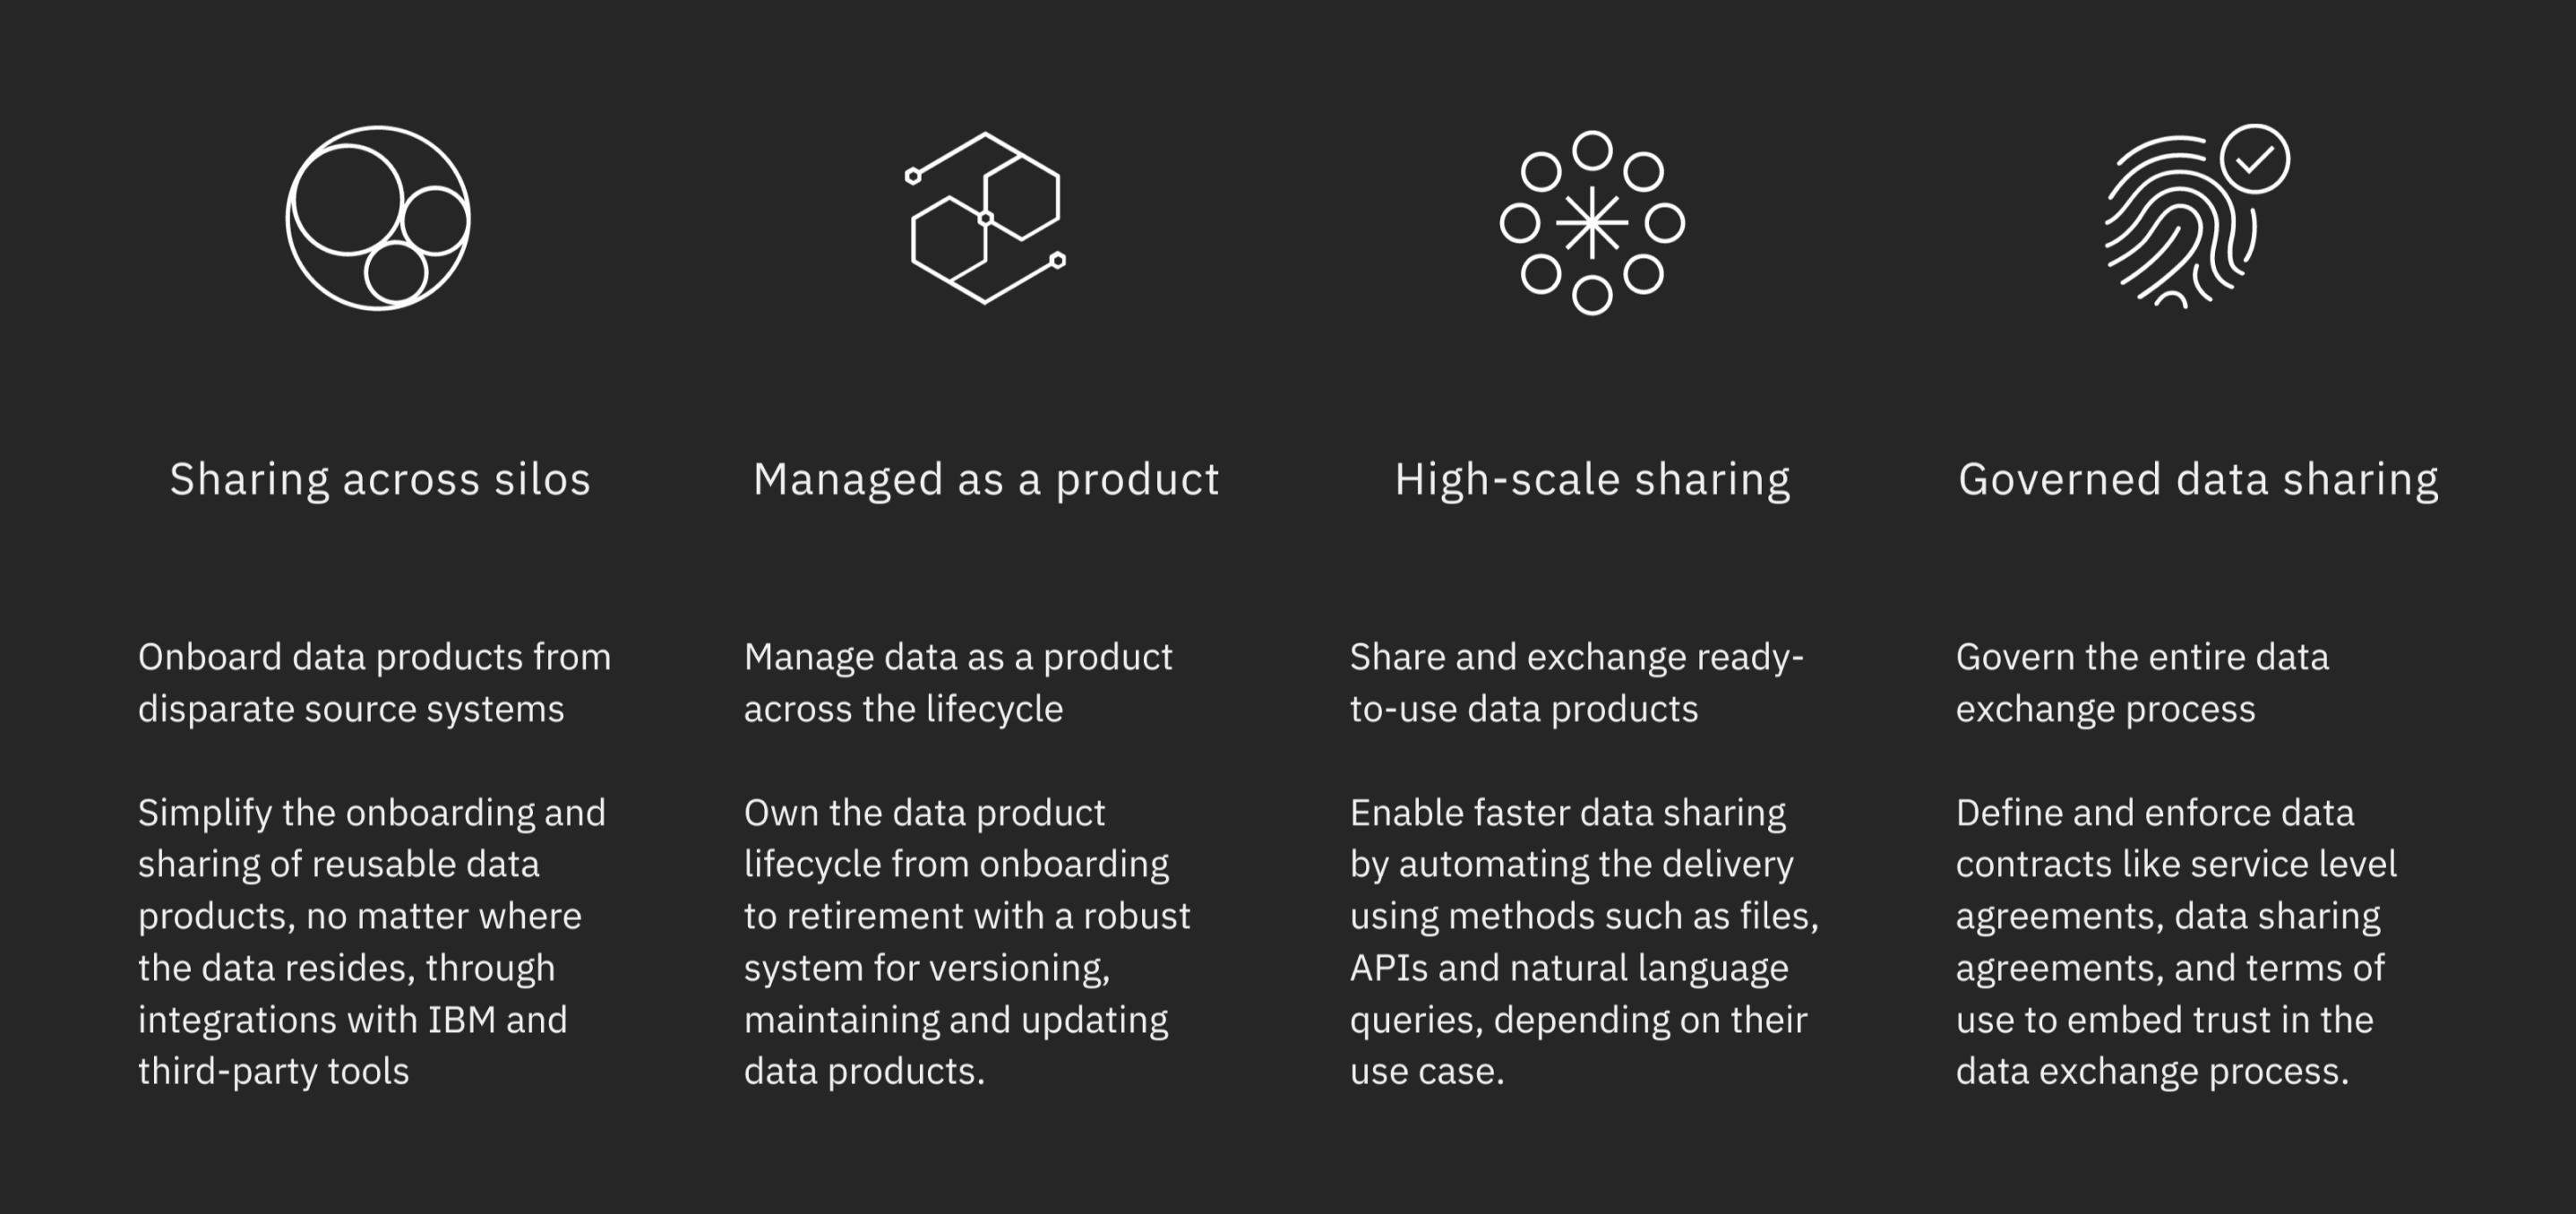 Sharing across silos
Onboard data products from
disparate source systems
Simplify the onboarding and
sharing of reusable data
products, no matter where
the data resides, through
integrations with IBM and
third-party tools
Managed as a product
Manage data as a product
across the lifecycle
Own the data product
lifecycle from onboarding
to retirement with a robust
system for versioning,
maintaining and updating
data products.
High-scale sharing
Share and exchange ready-
to-use data products
Enable faster data sharing
by automating the delivery
using methods such as files,
APIs and natural language
queries, depending on their
use case.
Governed data sharing
Govern the entire data
exchange process
Define and enforce data
contracts like service level
agreements, data sharing
agreements, and terms of
use to embed trust in the
data exchange process.